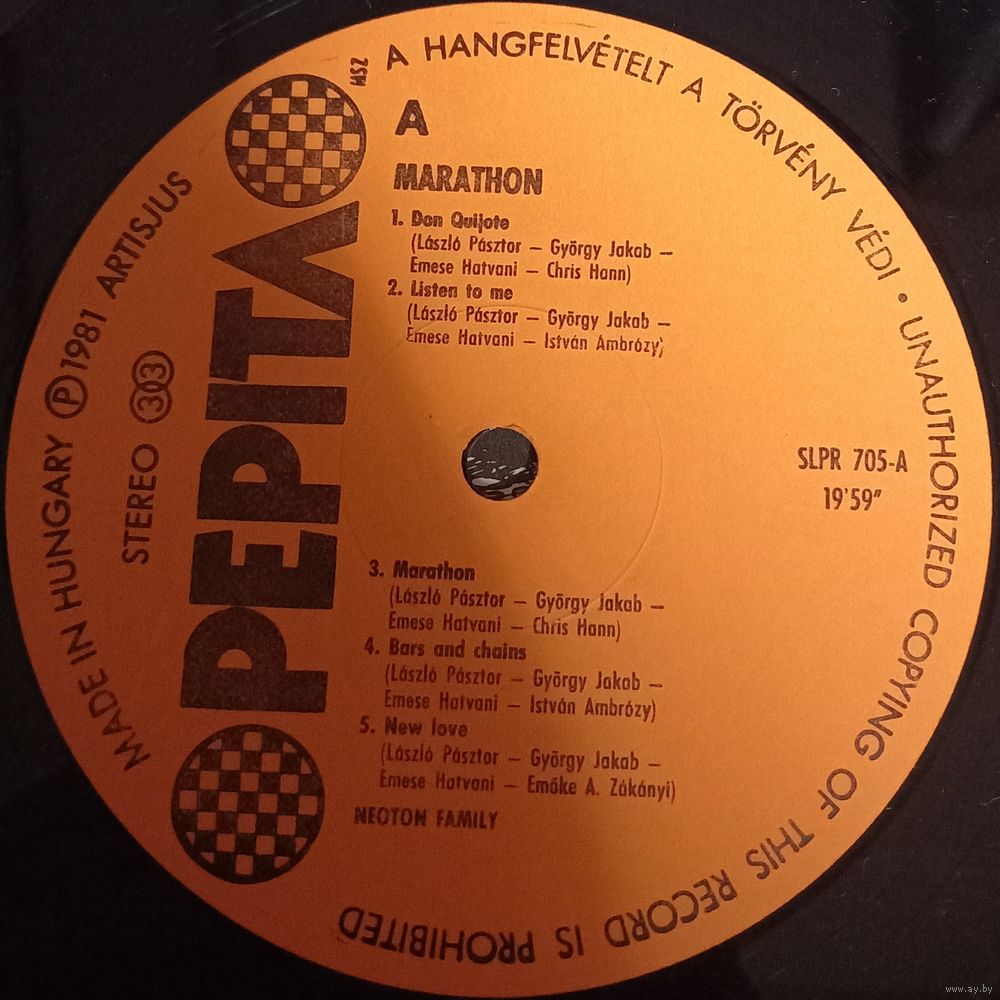 A HANGFELVÉTELT A TÖRVÉNY VÉDI • UNAUTHORIZED COPYING OF THIS RECORD IS PROHIBITED
MADE IN HUNGARY Ⓟ 1981 ARTISJUS
STEREO 33
PEPITA
MSZ
A
MARATHON
1. Don Quijote
(László Pásztor – György Jakab –
Emese Hatvani – Chris Hann)
2. Listen to me
(László Pásztor – György Jakab –
Emese Hatvani – István Ambrózy)
SLPR 705-A
19'59"
3. Marathon
(László Pásztor – György Jakab –
Emese Hatvani – Chris Hann)
4. Bars and chains
(László Pásztor – György Jakab –
Emese Hatvani – István Ambrózy)
5. New love
(László Pásztor – György Jakab –
Emese Hatvani – Emőke A. Zákányi)
NEOTON FAMILY
www.ay.by